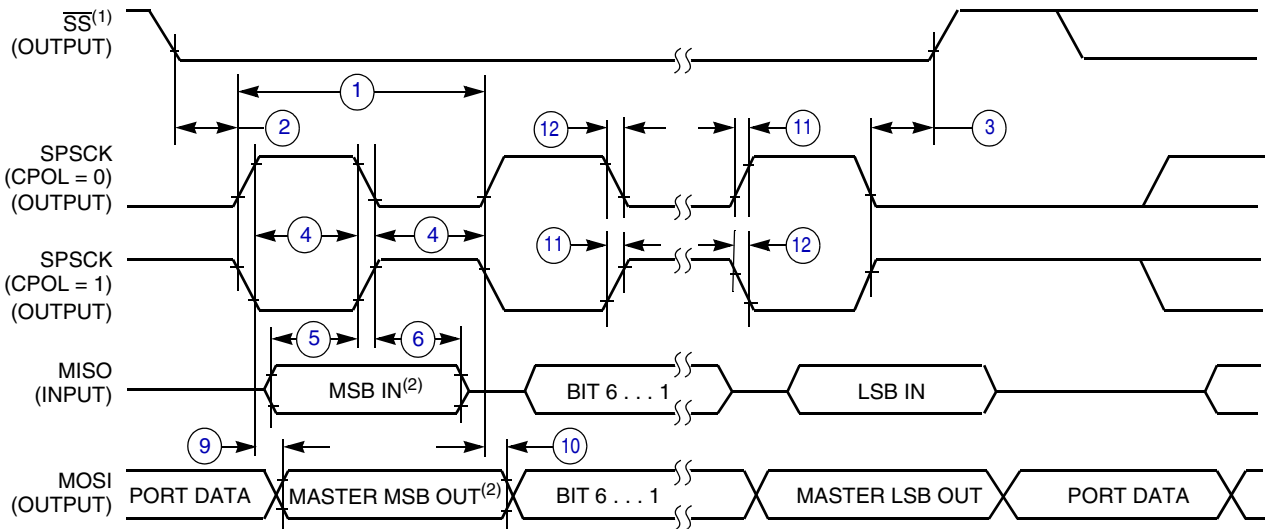 SS(1)
(OUTPUT)
1
2
12
11
3
SPSCK
(CPOL = 0)
(OUTPUT)
4
4
SPSCK
(CPOL = 1)
(OUTPUT)
11
12
5
6
MISO
(INPUT)
MSB IN(2)
BIT 6 . . . 1
LSB IN
9
10
MOSI
(OUTPUT)
PORT DATA
MASTER MSB OUT(2)
BIT 6 . . . 1
MASTER LSB OUT
PORT DATA